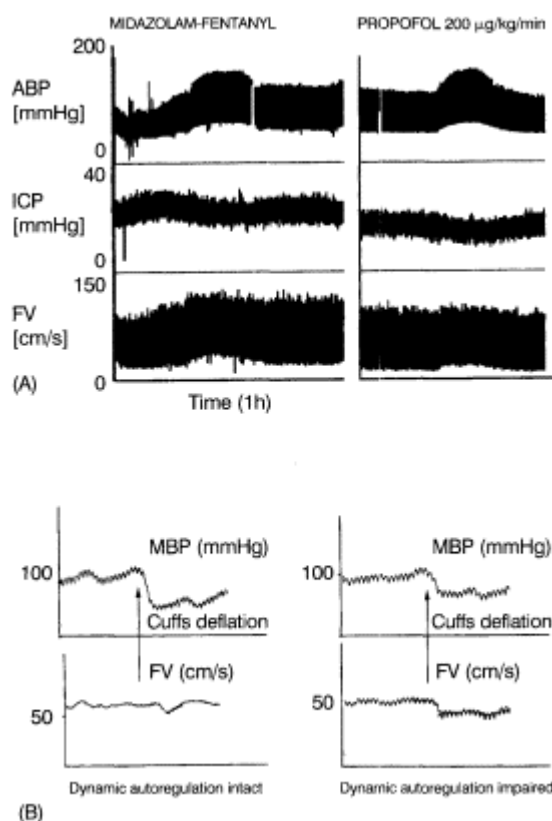 MIDAZOLAM-FENTANYL
PROPOFOL 200 µg/kg/min
200
ABP
[mmHg]
0
40
ICP
[mmHg]
0
150
FV
[cm/s]
0
(A)
Time (1h)
MBP (mmHg)
100
Cuffs deflation
FV (cm/s)
50
Dynamic autoregulation intact
MBP (mmHg)
100
Cuffs deflation
FV (cm/s)
50
Dynamic autoregulation impaired
(B)